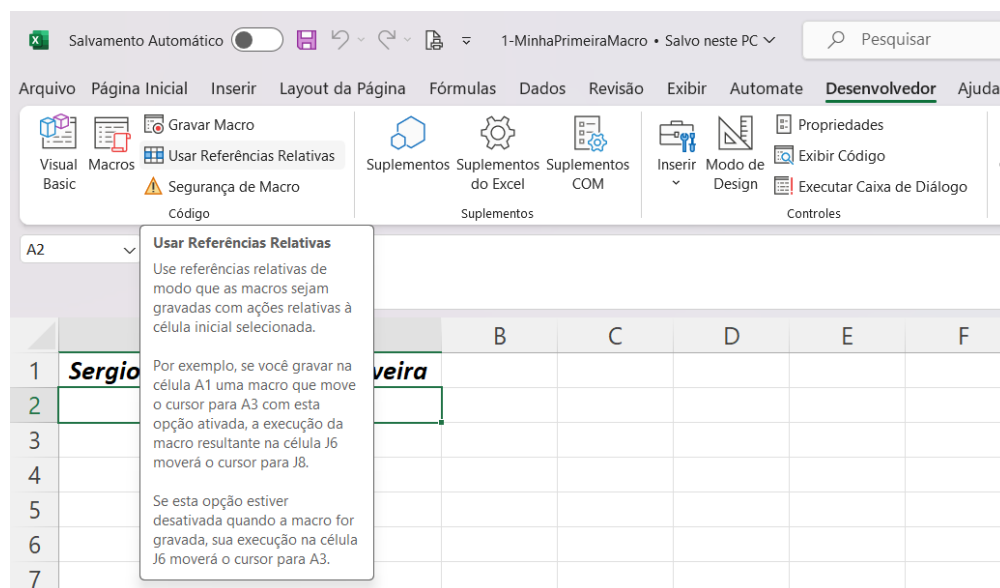 Salvamento Automático
1-MinhaPrimeiraMacro • Salvo neste PC
Pesquisar
Arquivo Página Inicial Inserir Layout da Página Fórmulas Dados Revisão Exibir Automate Desenvolvedor Ajuda
Visual Basic
Macros
Gravar Macro
Usar Referências Relativas
Segurança de Macro
Código
Suplementos
Suplementos do Excel
Suplementos COM
Suplementos
Inserir
Modo de Design
Propriedades
Exibir Código
Executar Caixa de Diálogo
Controles
A2
Usar Referências Relativas
Use referências relativas de
modo que as macros sejam
gravadas com ações relativas à
célula inicial selecionada.
Por exemplo, se você gravar na
célula A1 uma macro que move
o cursor para A3 com esta
opção ativada, a execução da
macro resultante na célula J6
moverá o cursor para J8.
Se esta opção estiver
desativada quando a macro for
gravada, sua execução na célula
J6 moverá o cursor para A3.
B C D E F
1 Sergio veira
2
3
4
5
6
7